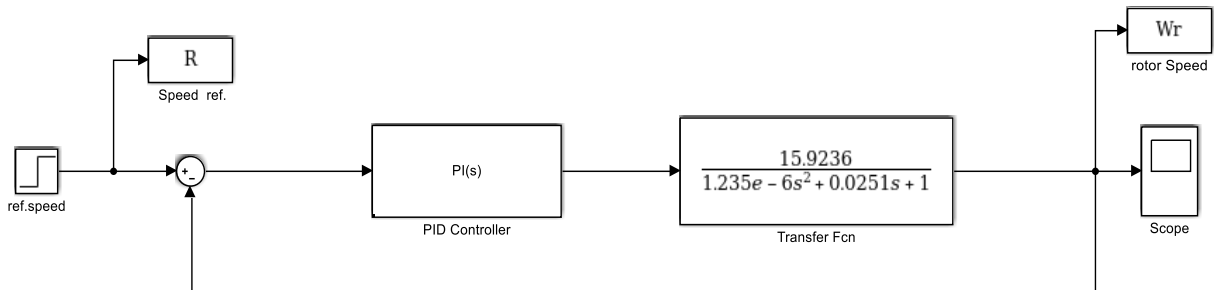 Wr
rotor Speed
R
Speed ref.
ref.speed
+
−
PI(s)
PID Controller
15.9236
1.235e − 6s² + 0.0251s + 1
Transfer Fcn
Scope